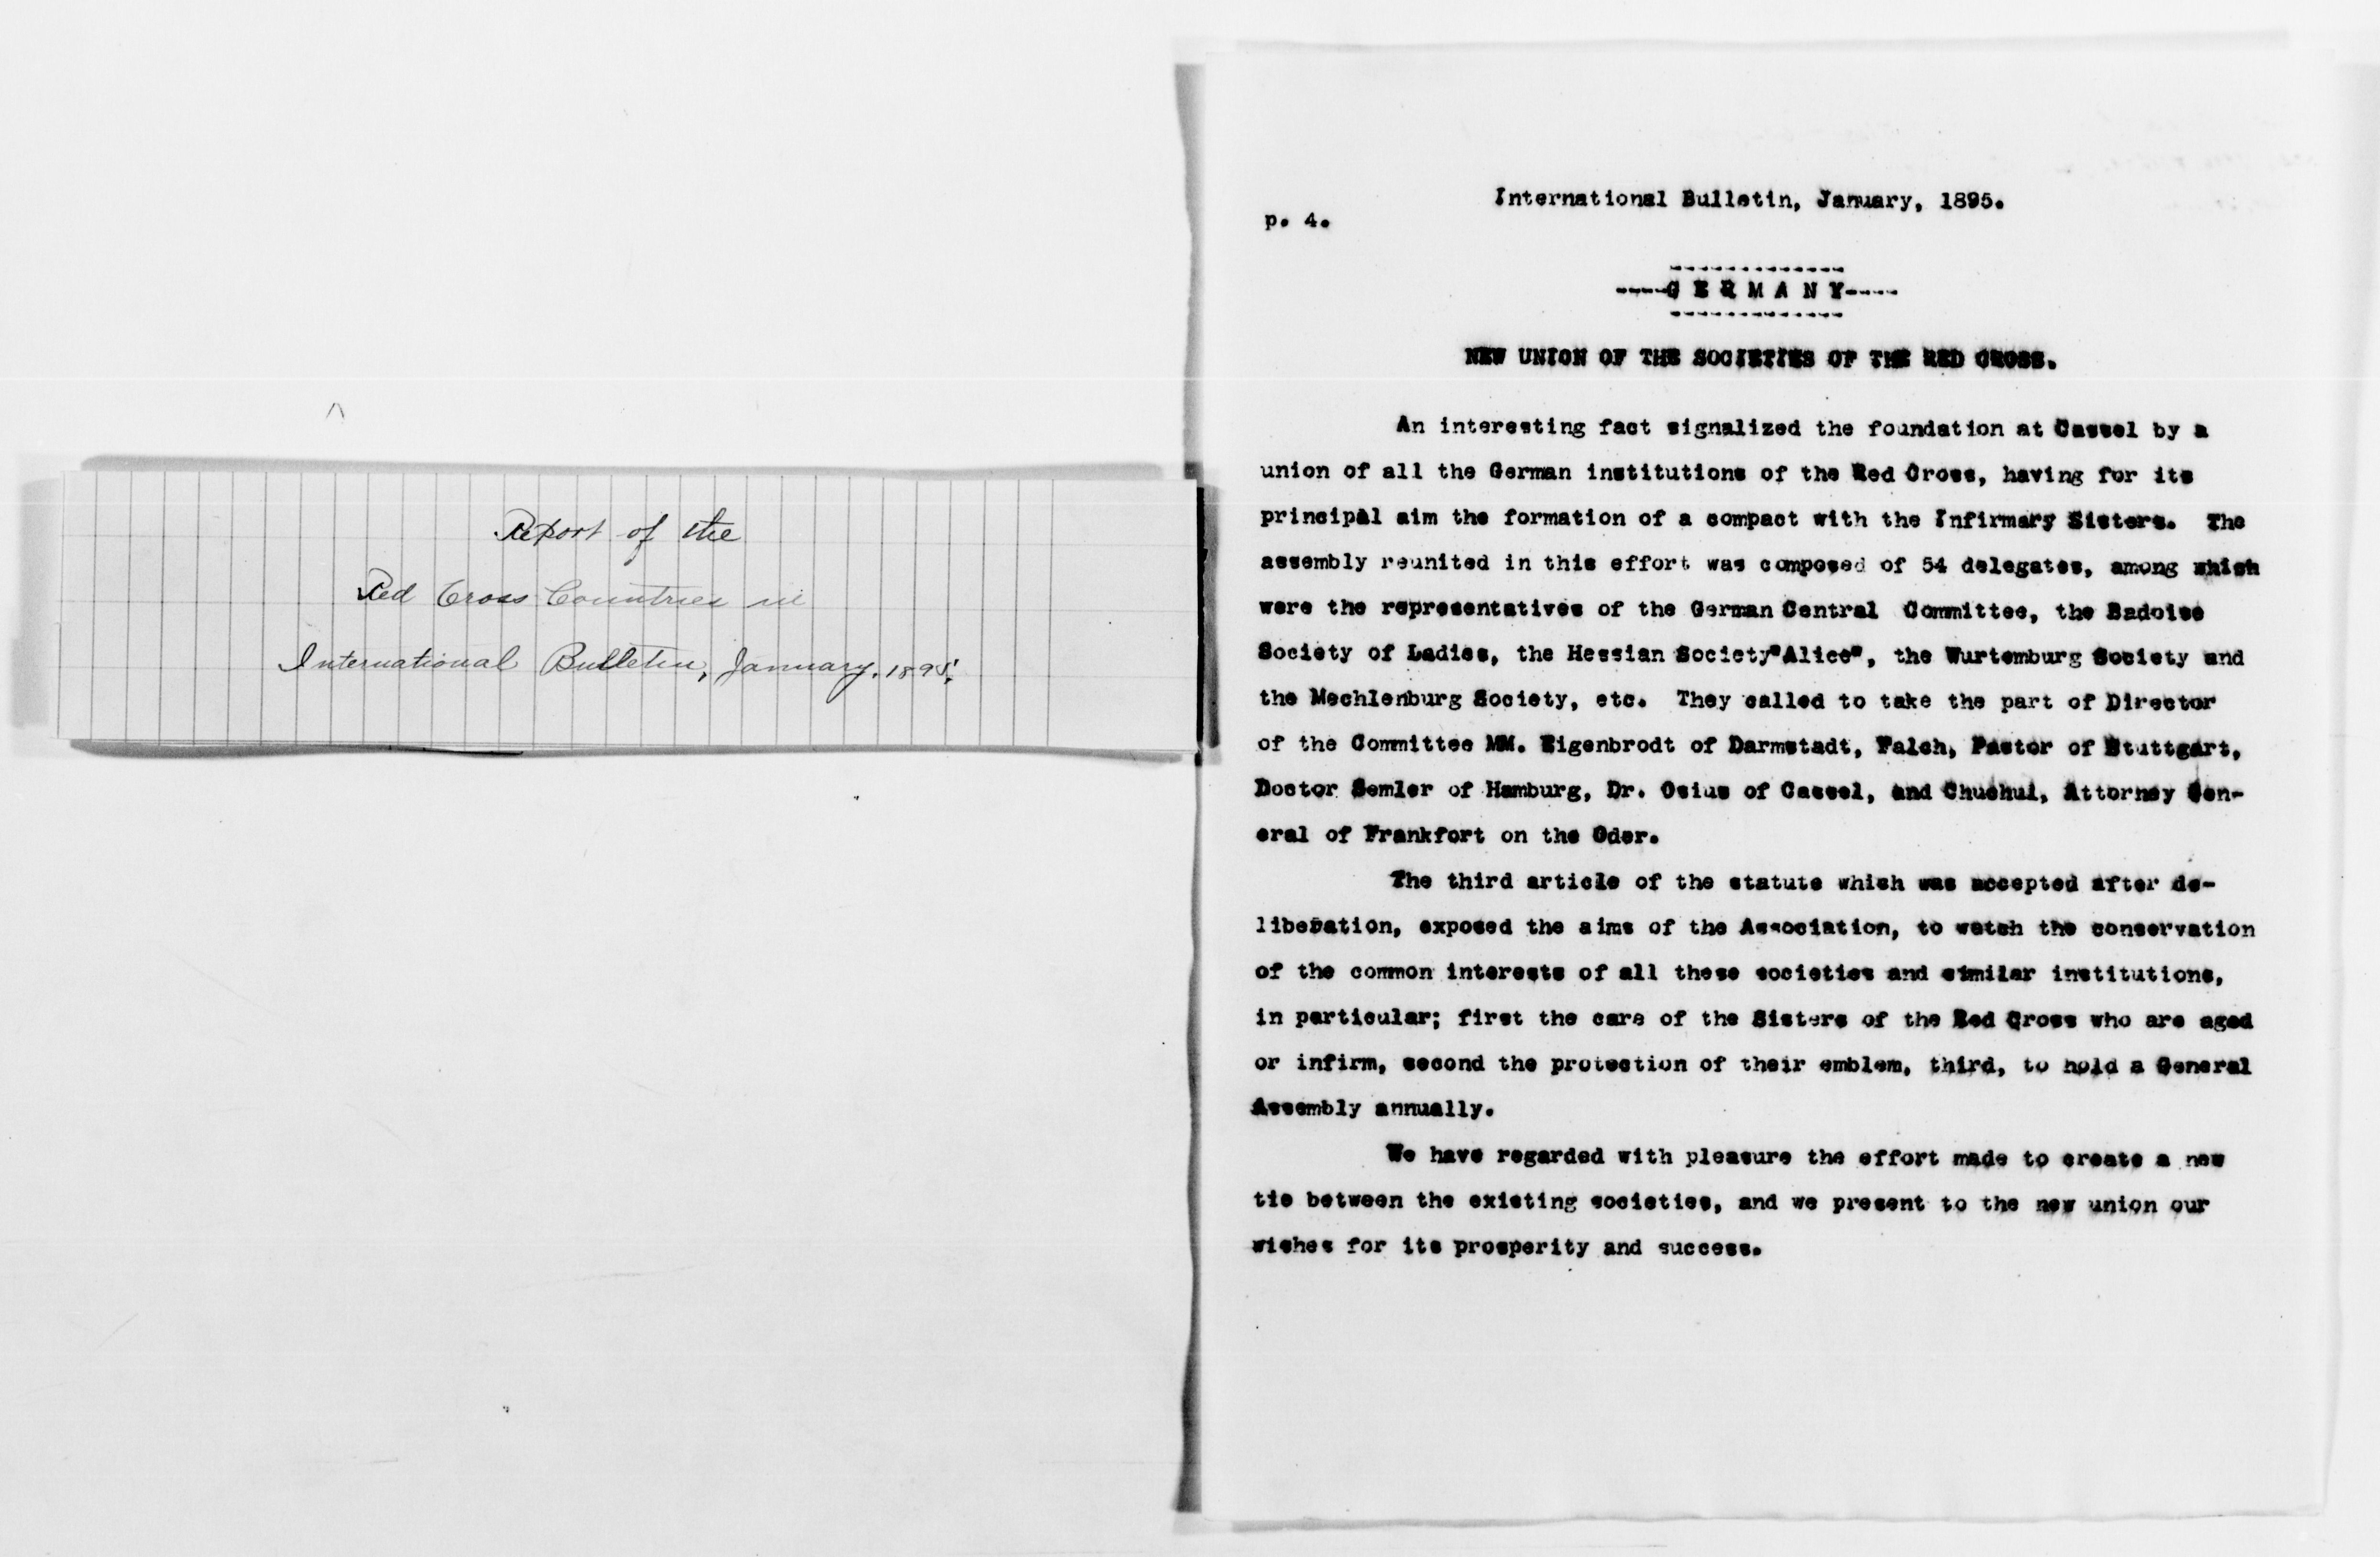 Report of the
Red Cross Countries in
International Bulletin, January, 1895.
International Bulletin, January, 1895.
p. 4.
-------------
----G E R M A N Y----
-------------
NEW UNION OF THE SOCIETIES OF THE RED CROSS.
An interesting fact signalized the foundation at Cassel by a
union of all the German institutions of the Red Cross, having for its
principal aim the formation of a compact with the Infirmary Sisters. The
assembly reunited in this effort was composed of 54 delegates, among which
were the representatives of the German Central Committee, the Badoise
Society of Ladies, the Hessian Society"Alice", the Wurtemburg Society and
the Mechlenburg Society, etc. They called to take the part of Director
of the Committee MM. Eigenbrodt of Darmstadt, Falch, Pastor of Stuttgart,
Doctor Semler of Hamburg, Dr. Osius of Cassel, and Chuchul, Attorney Gen-
eral of Frankfort on the Oder.
The third article of the statute which was accepted after de-
liberation, exposed the aims of the Association, to watch the conservation
of the common interests of all these societies and similar institutions,
in particular; first the care of the Sisters of the Red Cross who are aged
or infirm, second the protection of their emblem, third, to hold a General
Assembly annually.
We have regarded with pleasure the effort made to create a new
tie between the existing societies, and we present to the new union our
wishes for its prosperity and success.